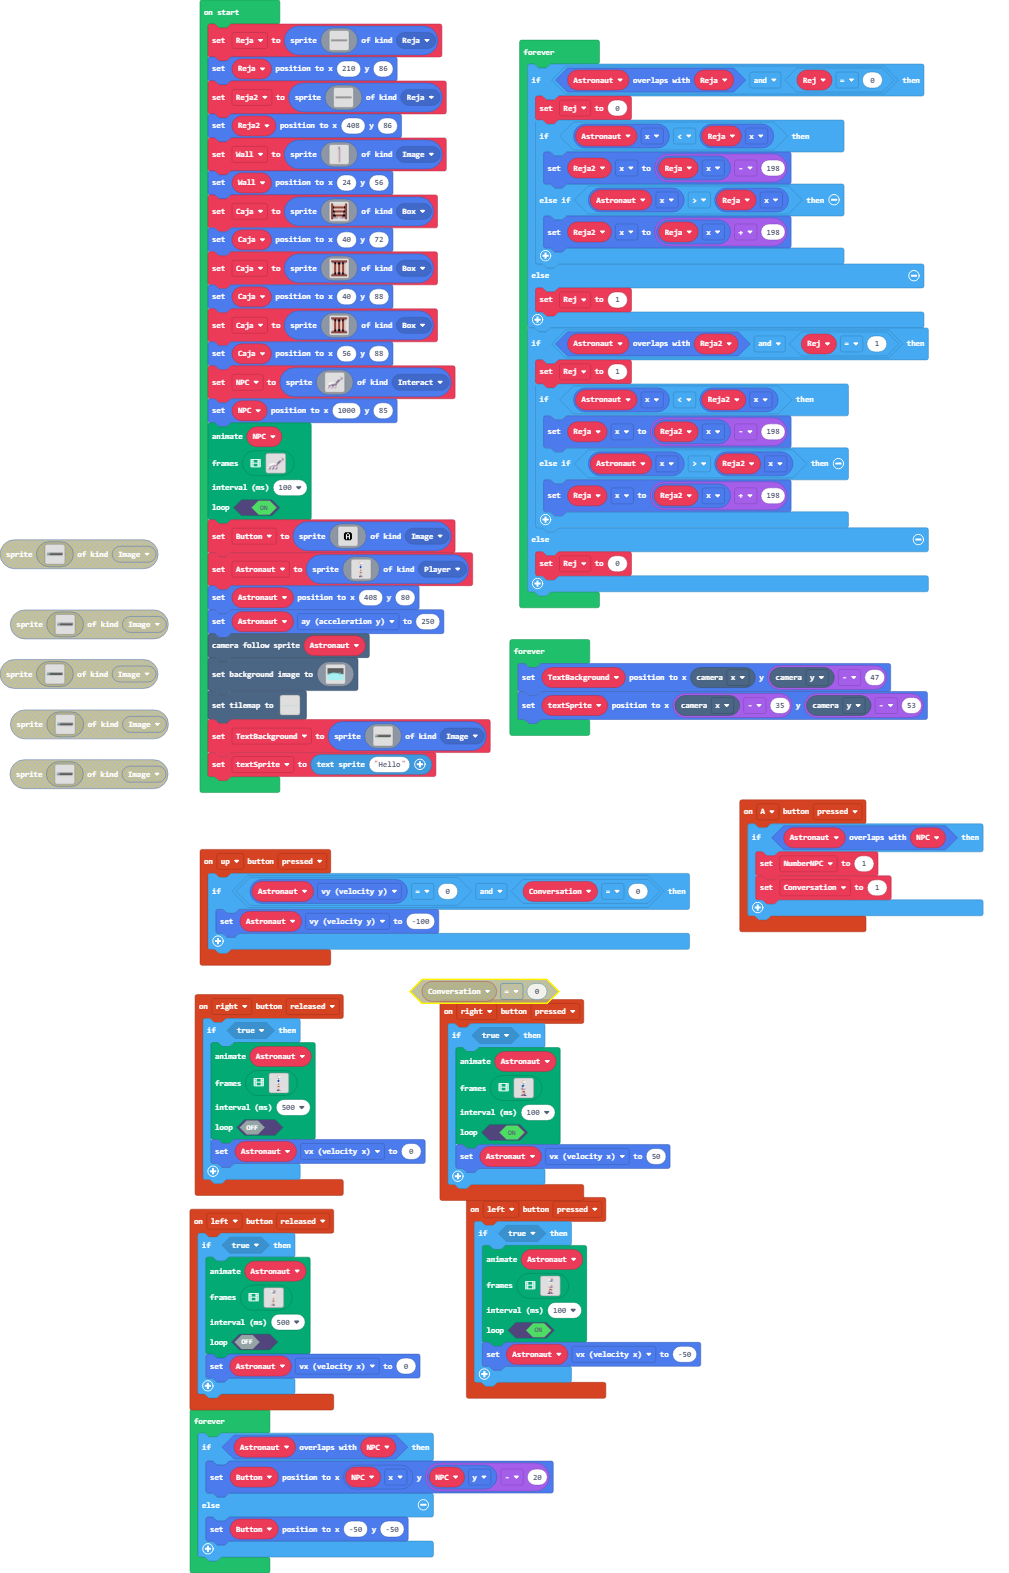 on start
set Reja to sprite of kind Reja
set Reja position to x 210 y 86
set Reja2 to sprite of kind Reja
set Reja2 position to x 408 y 86
set Wall to sprite of kind Image
set Wall position to x 24 y 56
set Caja to sprite of kind Box
set Caja position to x 40 y 72
set Caja to sprite of kind Box
set Caja position to x 40 y 88
set Caja to sprite of kind Box
set Caja position to x 56 y 88
set NPC to sprite of kind Interact
set NPC position to x 1000 y 85
animate NPC
frames
interval (ms) 100
loop ON
set Button to sprite A of kind Image
set Astronaut to sprite of kind Player
set Astronaut position to x 408 y 80
set Astronaut ay (acceleration y) to 250
camera follow sprite Astronaut
set background image to
set tilemap to
set TextBackground to sprite of kind Image
set textSprite to text sprite "Hello"
sprite of kind Image
sprite of kind Image
sprite of kind Image
sprite of kind Image
sprite of kind Image
forever
if Astronaut overlaps with Reja and Rej = 0 then
set Rej to 0
if Astronaut x < Reja x then
set Reja2 x to Reja x - 198
else if Astronaut x > Reja x then
set Reja2 x to Reja x + 198
else
set Rej to 1
if Astronaut overlaps with Reja2 and Rej = 1 then
set Rej to 1
if Astronaut x < Reja2 x then
set Reja x to Reja2 x - 198
else if Astronaut x > Reja2 x then
set Reja x to Reja2 x + 198
else
set Rej to 0
forever
set TextBackground position to x camera x y camera y - 47
set textSprite position to x camera x - 35 y camera y - 53
on A button pressed
if Astronaut overlaps with NPC then
set NumberNPC to 1
set Conversation to 1
on up button pressed
if Astronaut vy (velocity y) = 0 and Conversation = 0 then
set Astronaut vy (velocity y) to -100
Conversation = 0
on right button released
if true then
animate Astronaut
frames
interval (ms) 500
loop OFF
set Astronaut vx (velocity x) to 0
on right button pressed
if true then
animate Astronaut
frames
interval (ms) 100
loop ON
set Astronaut vx (velocity x) to 50
on left button released
if true then
animate Astronaut
frames
interval (ms) 500
loop OFF
set Astronaut vx (velocity x) to 0
on left button pressed
if true then
animate Astronaut
frames
interval (ms) 100
loop ON
set Astronaut vx (velocity x) to -50
forever
if Astronaut overlaps with NPC then
set Button position to x NPC x y NPC y - 20
else
set Button position to x -50 y -50